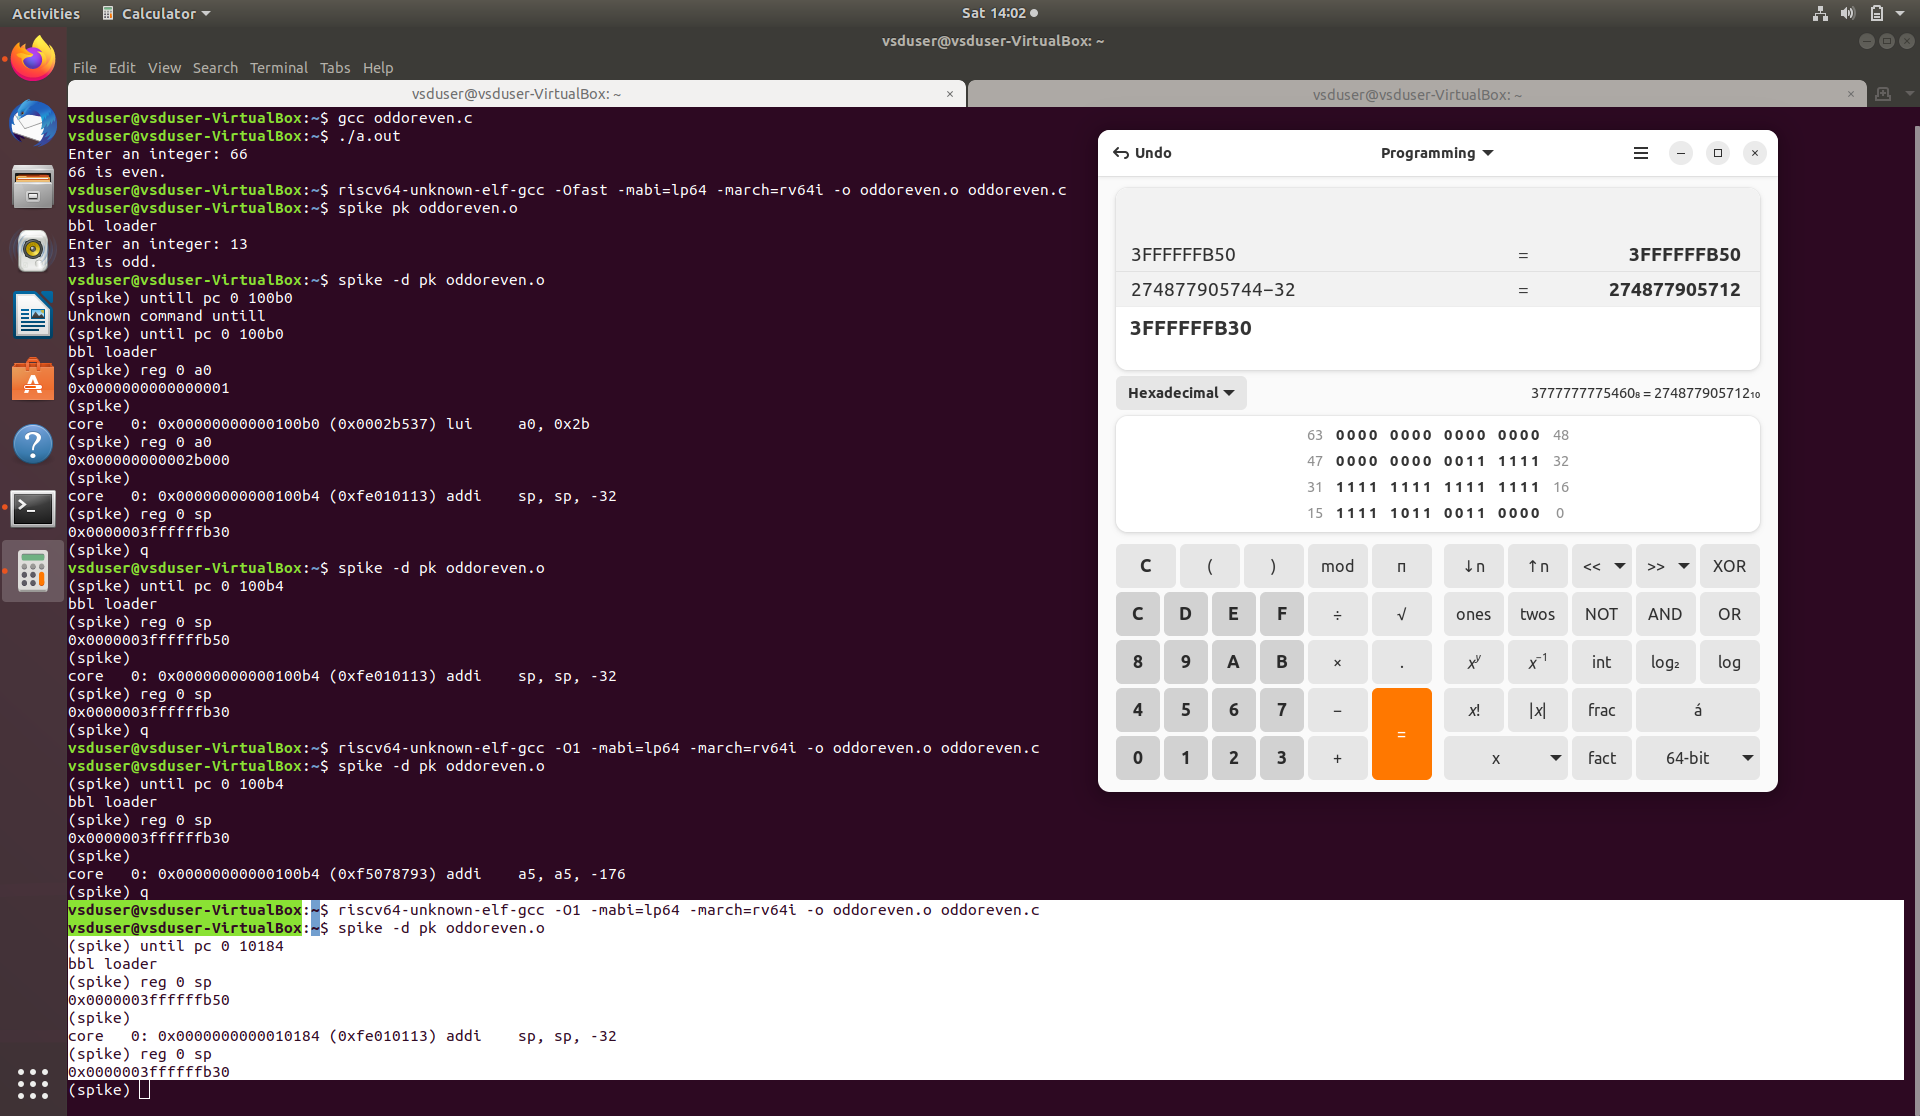 Activities Calculator Sat 14:02
vsduser@vsduser-VirtualBox: ~
File Edit View Search Terminal Tabs Help
vsduser@vsduser-VirtualBox: ~ × vsduser@vsduser-VirtualBox: ~ ×
vsduser@vsduser-VirtualBox:~$ gcc oddoreven.c
vsduser@vsduser-VirtualBox:~$ ./a.out
Enter an integer: 66
66 is even.
vsduser@vsduser-VirtualBox:~$ riscv64-unknown-elf-gcc -Ofast -mabi=lp64 -march=rv64i -o oddoreven.o oddoreven.c
vsduser@vsduser-VirtualBox:~$ spike pk oddoreven.o
bbl loader
Enter an integer: 13
13 is odd.
vsduser@vsduser-VirtualBox:~$ spike -d pk oddoreven.o
(spike) untill pc 0 100b0
Unknown command untill
(spike) until pc 0 100b0
bbl loader
(spike) reg 0 a0
0x0000000000000001
(spike)
core   0: 0x00000000000100b0 (0x0002b537) lui     a0, 0x2b
(spike) reg 0 a0
0x000000000002b000
(spike)
core   0: 0x00000000000100b4 (0xfe010113) addi    sp, sp, -32
(spike) reg 0 sp
0x0000003ffffffb30
(spike) q
vsduser@vsduser-VirtualBox:~$ spike -d pk oddoreven.o
(spike) until pc 0 100b4
bbl loader
(spike) reg 0 sp
0x0000003ffffffb50
(spike)
core   0: 0x00000000000100b4 (0xfe010113) addi    sp, sp, -32
(spike) reg 0 sp
0x0000003ffffffb30
(spike) q
vsduser@vsduser-VirtualBox:~$ riscv64-unknown-elf-gcc -O1 -mabi=lp64 -march=rv64i -o oddoreven.o oddoreven.c
vsduser@vsduser-VirtualBox:~$ spike -d pk oddoreven.o
(spike) until pc 0 100b4
bbl loader
(spike) reg 0 sp
0x0000003ffffffb30
(spike)
core   0: 0x00000000000100b4 (0xf5078793) addi    a5, a5, -176
(spike) q
vsduser@vsduser-VirtualBox:~$ riscv64-unknown-elf-gcc -O1 -mabi=lp64 -march=rv64i -o oddoreven.o oddoreven.c
vsduser@vsduser-VirtualBox:~$ spike -d pk oddoreven.o
(spike) until pc 0 10184
bbl loader
(spike) reg 0 sp
0x0000003ffffffb50
(spike)
core   0: 0x0000000000010184 (0xfe010113) addi    sp, sp, -32
(spike) reg 0 sp
0x0000003ffffffb30
(spike)
Undo Programming
3FFFFFFB50 = 3FFFFFFB50
274877905744−32 = 274877905712
3FFFFFFB30
Hexadecimal 3777777775460₈ = 274877905712₁₀
63 0000 0000 0000 0000 48
47 0000 0000 0011 1111 32
31 1111 1111 1111 1111 16
15 1111 1011 0011 0000 0
C ( ) mod π ↓n ↑n << >> XOR
C D E F ÷ √ ones twos NOT AND OR
8 9 A B × . xʸ x⁻¹ int log₂ log
4 5 6 7 − = x! |x| frac á
0 1 2 3 + x fact 64-bit